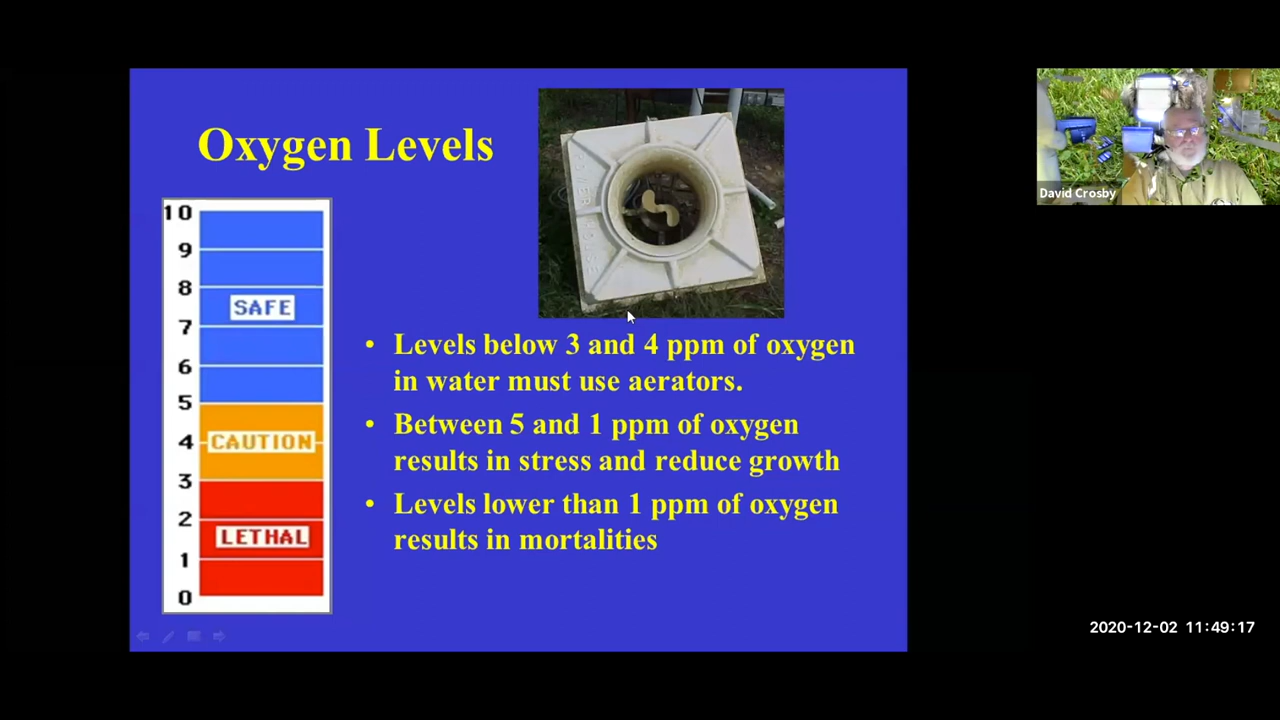 Oxygen Levels
10
9
8
SAFE
7
6
5
4 CAUTION
3
2
LETHAL
1
0
• Levels below 3 and 4 ppm of oxygen
in water must use aerators.
• Between 5 and 1 ppm of oxygen
results in stress and reduce growth
• Levels lower than 1 ppm of oxygen
results in mortalities
David Crosby
2020-12-02 11:49:17